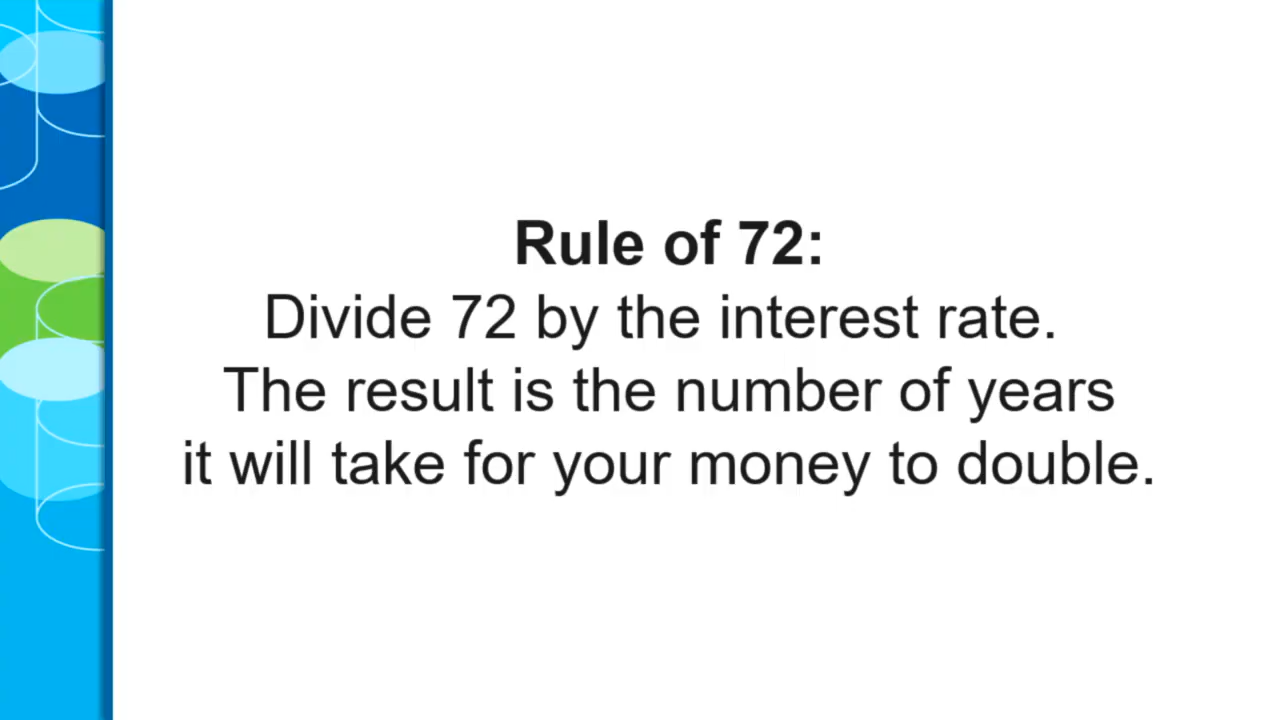 Rule of 72:
Divide 72 by the interest rate.
The result is the number of years
it will take for your money to double.